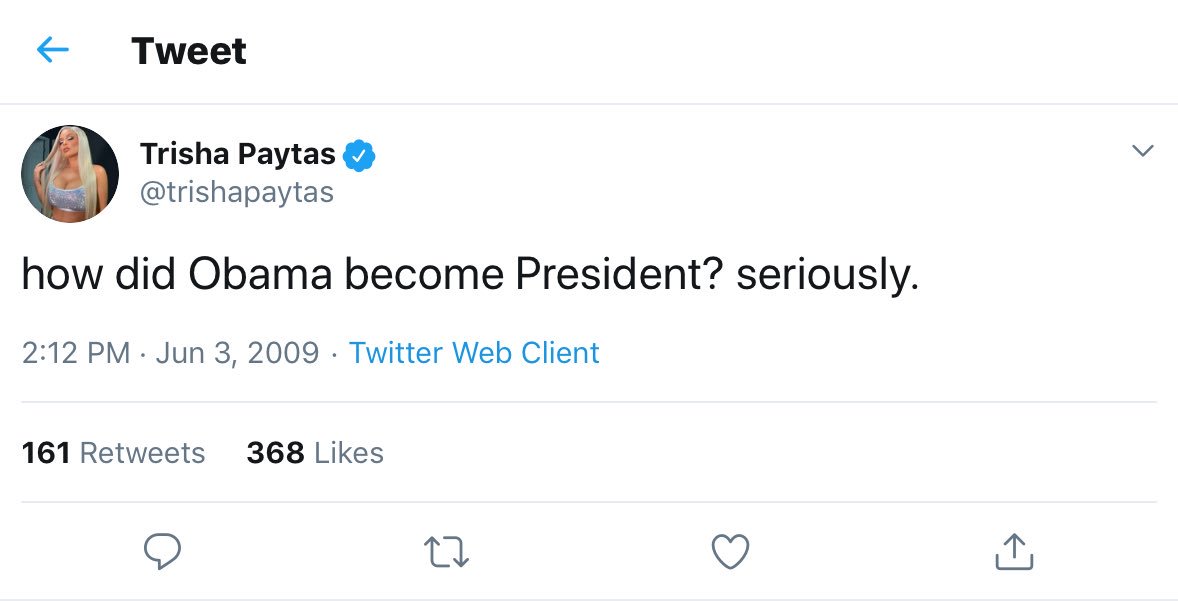 Tweet
Trisha Paytas
@trishapaytas
how did Obama become President? seriously.
2:12 PM · Jun 3, 2009 · Twitter Web Client
161 Retweets 368 Likes